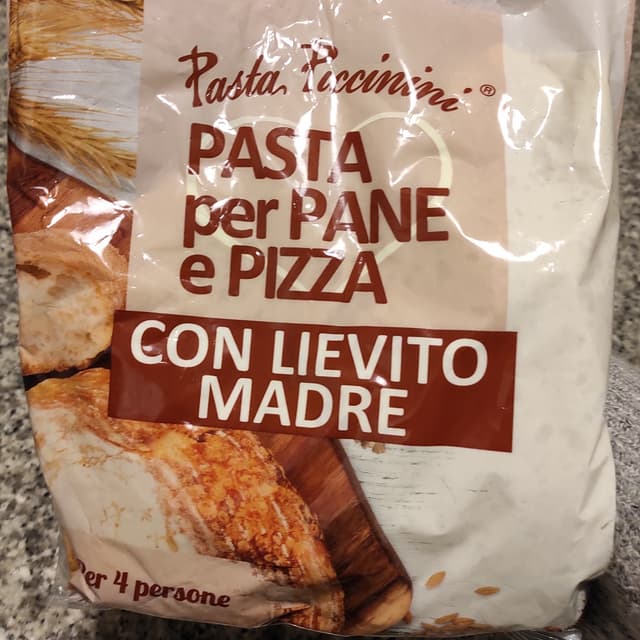 Pasta Piccinini ®
PASTA
per PANE
e PIZZA
CON LIEVITO
MADRE
Per 4 persone